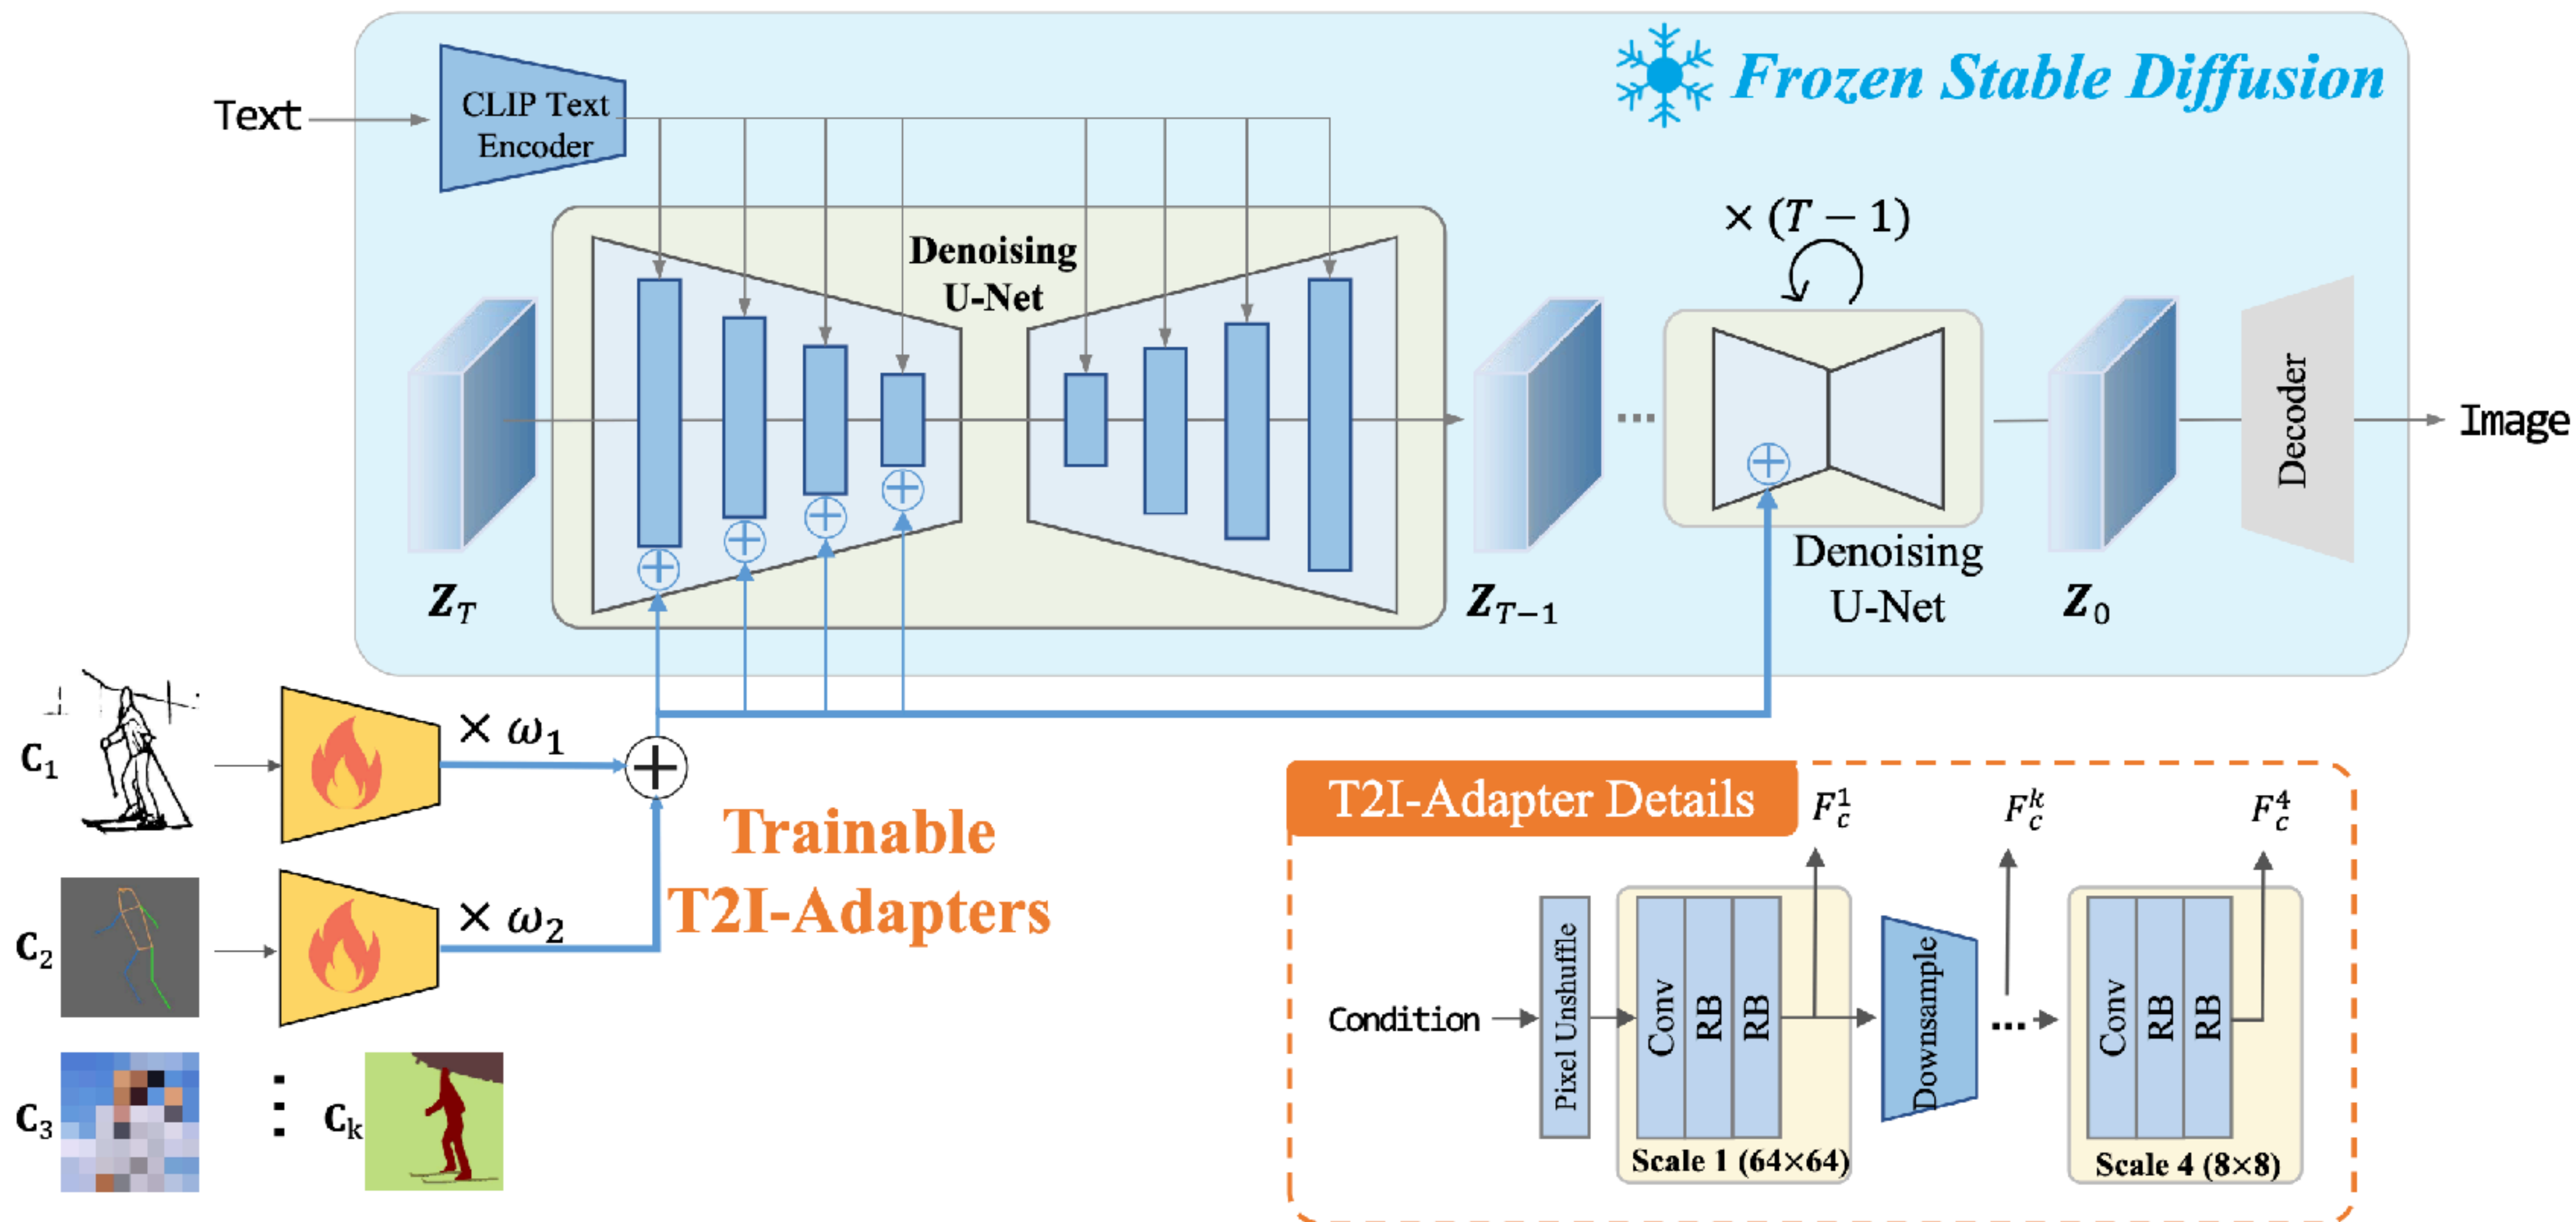 Frozen Stable Diffusion
Text
CLIP Text
Encoder
Denoising
U-Net
× (T − 1)
Decoder
Image
Z_T
Z_{T−1}
Denoising
U-Net
Z_0
C_1
× ω_1
Trainable
T2I-Adapters
C_2
× ω_2
C_3
C_k
T2I-Adapter Details
F_c^1
F_c^k
F_c^4
Condition
Pixel Unshuffle
Conv
RB
RB
Downsample
...
Conv
RB
RB
Scale 1 (64×64)
Scale 4 (8×8)